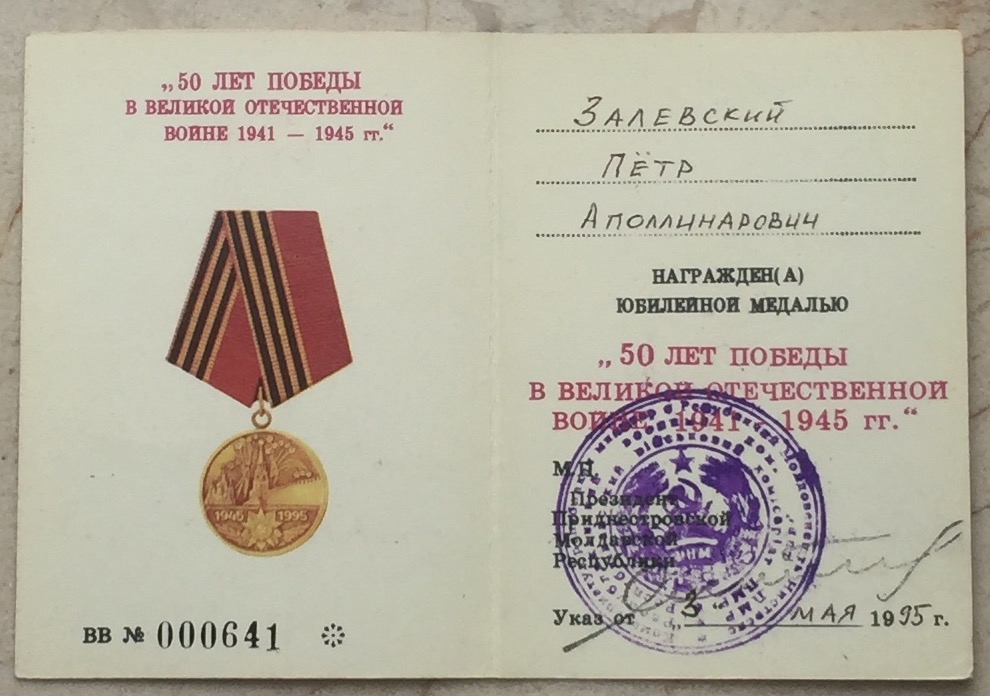 „50 ЛЕТ ПОБЕДЫ
В ВЕЛИКОЙ ОТЕЧЕСТВЕННОЙ
ВОЙНЕ 1941 — 1945 гг.“
1945 1995
ВВ № 000641
ЗАЛЕВСКИЙ
ПЁТР
АПОЛЛИНАРОВИЧ
НАГРАЖДЕН(А)
ЮБИЛЕЙНОЙ МЕДАЛЬЮ
„50 ЛЕТ ПОБЕДЫ
В ВЕЛИКОЙ ОТЕЧЕСТВЕННОЙ
ВОЙНЕ 1941 — 1945 гг.“
М.П.
Президент
Приднестровской
Молдавской
Республики
Указ от 3 МАЯ 1995 г.